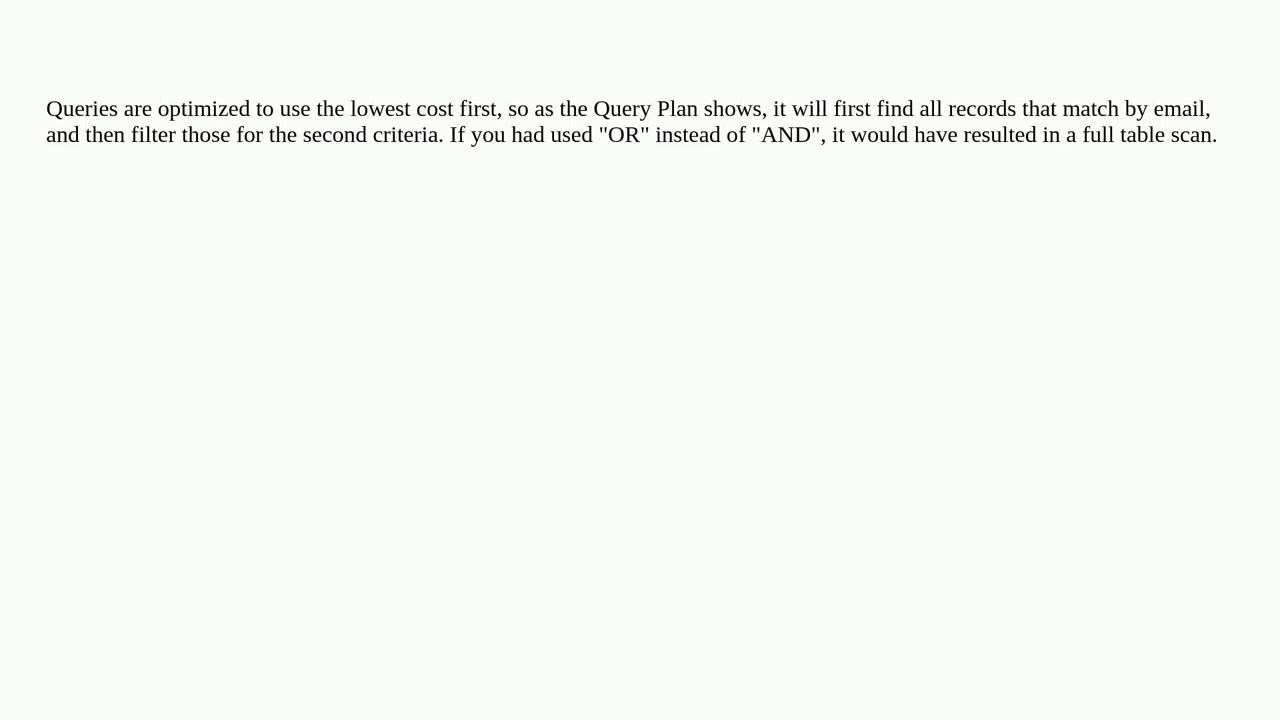 Queries are optimized to use the lowest cost first, so as the Query Plan shows, it will first find all records that match by email,
and then filter those for the second criteria. If you had used "OR" instead of "AND", it would have resulted in a full table scan.